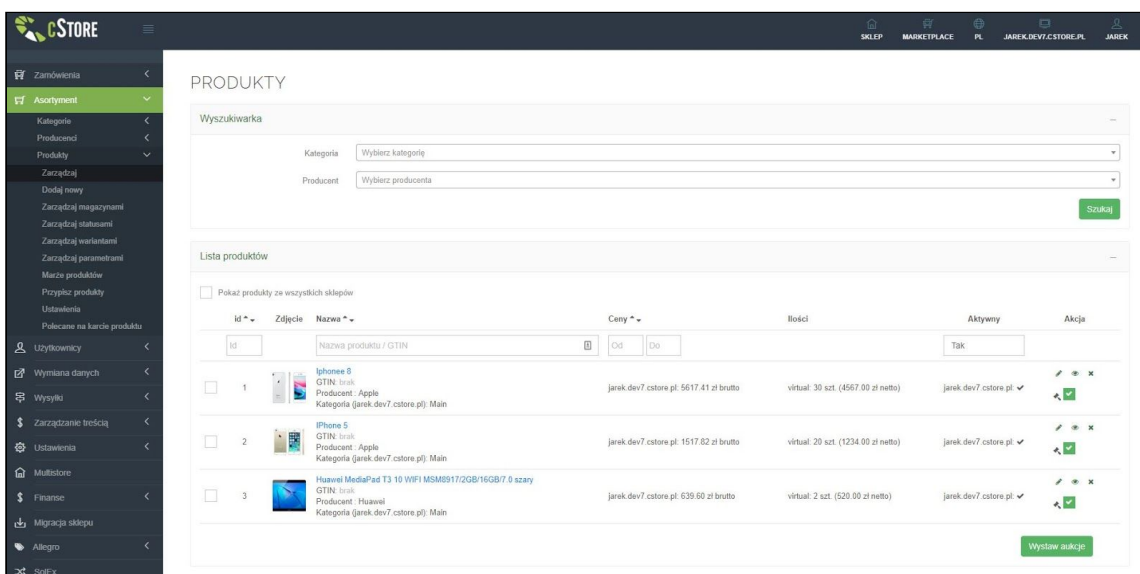 cStore
SKLEP
MARKETPLACE
PL
JAREK.DEV7.CSTORE.PL
JAREK
Zamówienia
Asortyment
Kategorie
Producenci
Produkty
Zarządzaj
Dodaj nowy
Zarządzaj magazynami
Zarządzaj statusami
Zarządzaj wariantami
Zarządzaj parametrami
Marże produktów
Przypisz produkty
Ustawienia
Polecane na karcie produktu
Użytkownicy
Wymiana danych
Wysyłki
Zarządzanie treścią
Ustawienia
Multistore
Finanse
Migracja sklepu
Allegro
SolEx
PRODUKTY
Wyszukiwarka
Kategoria Wybierz kategorię
Producent Wybierz producenta
Szukaj
Lista produktów
Pokaż produkty ze wszystkich sklepów
id Zdjęcie Nazwa Ceny Ilości Aktywny Akcja
Id Nazwa produktu / GTIN Od Do Tak
1
Iphonee 8
GTIN: brak
Producent : Apple
Kategoria (jarek.dev7.cstore.pl): Main
jarek.dev7.cstore.pl: 5617.41 zł brutto
virtual: 30 szt. (4567.00 zł netto)
jarek.dev7.cstore.pl:
2
IPhone 5
GTIN: brak
Producent : Apple
Kategoria (jarek.dev7.cstore.pl): Main
jarek.dev7.cstore.pl: 1517.82 zł brutto
virtual: 20 szt. (1234.00 zł netto)
jarek.dev7.cstore.pl:
3
Huawei MediaPad T3 10 WIFI MSM8917/2GB/16GB/7.0 szary
GTIN: brak
Producent : Huawei
Kategoria (jarek.dev7.cstore.pl): Main
jarek.dev7.cstore.pl: 639.60 zł brutto
virtual: 2 szt. (520.00 zł netto)
jarek.dev7.cstore.pl:
Wystaw aukcje